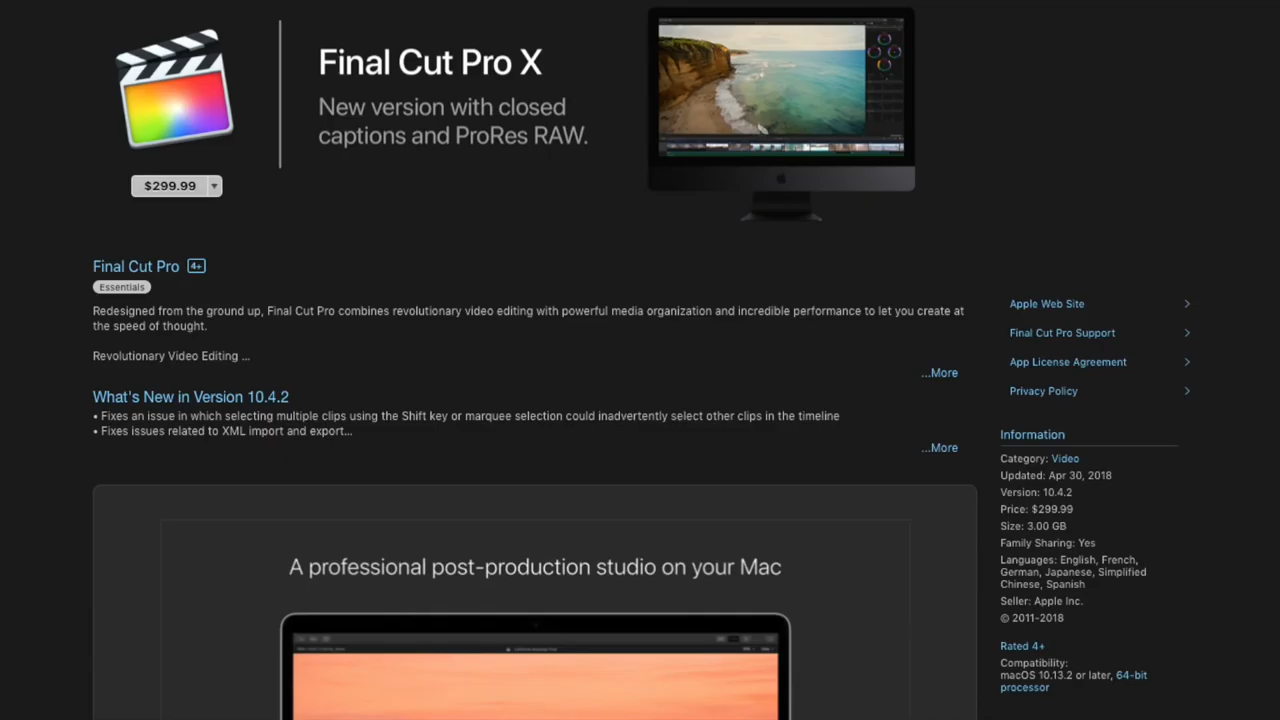 Final Cut Pro X
New version with closed
captions and ProRes RAW.
$299.99
Final Cut Pro 4+
Essentials
Redesigned from the ground up, Final Cut Pro combines revolutionary video editing with powerful media organization and incredible performance to let you create at
the speed of thought.
Revolutionary Video Editing ...
...More
What's New in Version 10.4.2
• Fixes an issue in which selecting multiple clips using the Shift key or marquee selection could inadvertently select other clips in the timeline
• Fixes issues related to XML import and export...
...More
A professional post-production studio on your Mac
Apple Web Site
Final Cut Pro Support
App License Agreement
Privacy Policy
Information
Category: Video
Updated: Apr 30, 2018
Version: 10.4.2
Price: $299.99
Size: 3.00 GB
Family Sharing: Yes
Languages: English, French,
German, Japanese, Simplified
Chinese, Spanish
Seller: Apple Inc.
© 2011-2018
Rated 4+
Compatibility:
macOS 10.13.2 or later, 64-bit
processor